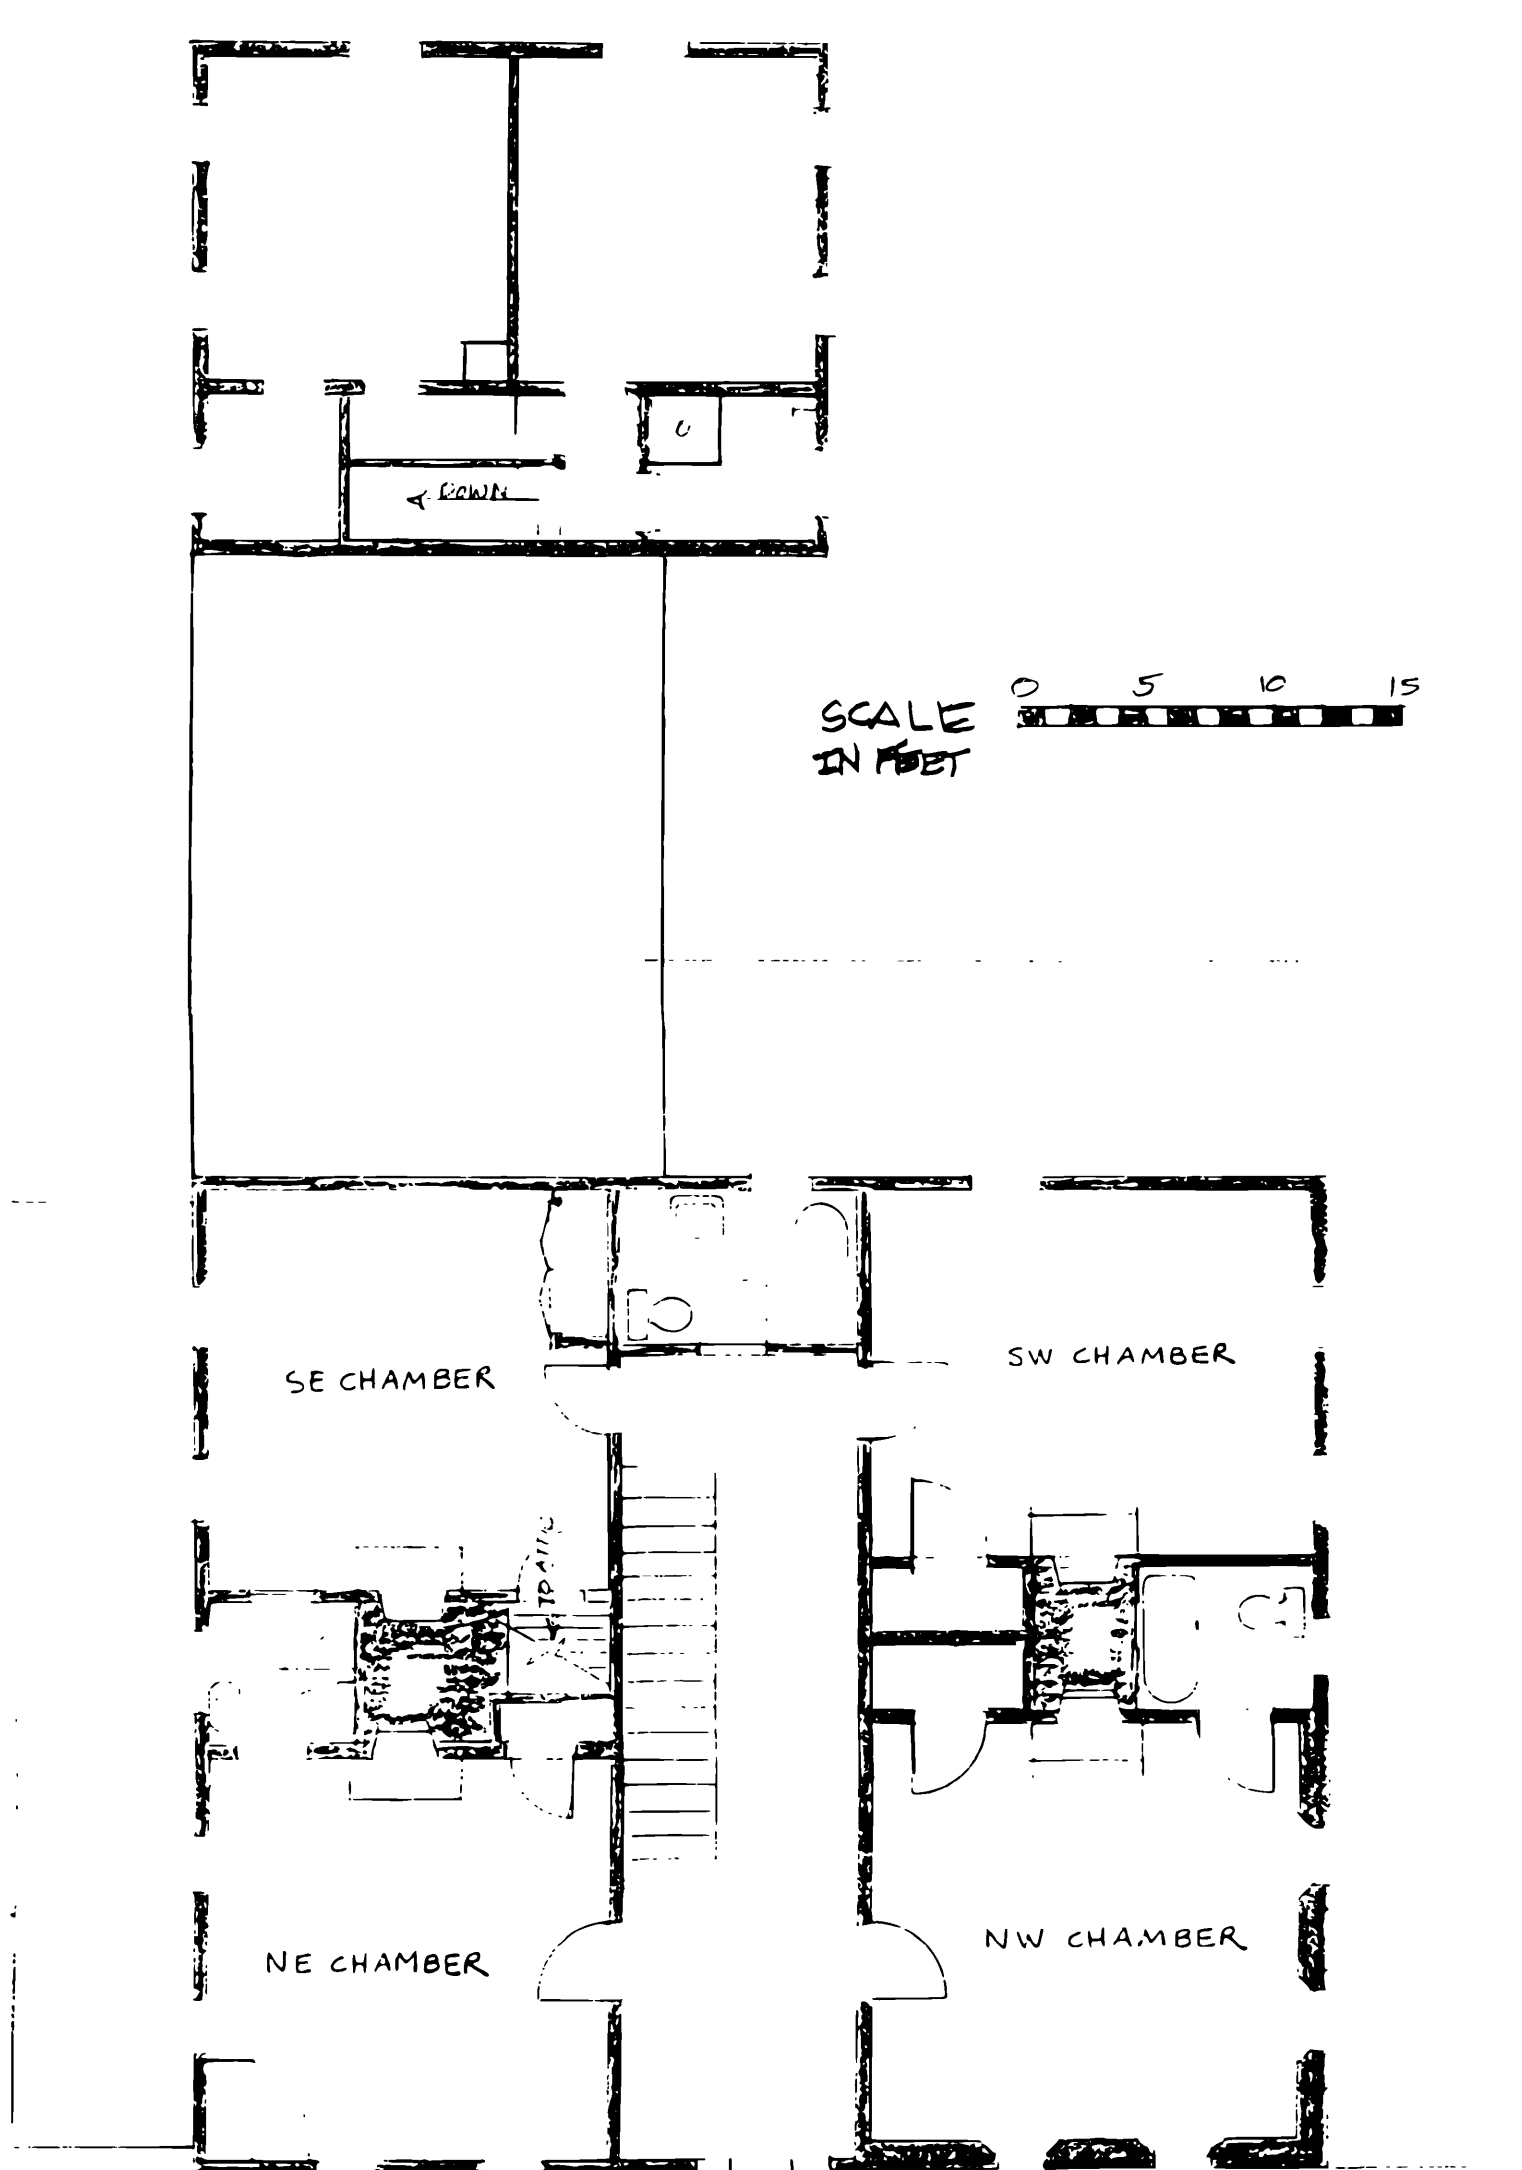 DOWN
0 5 10 15
SCALE
IN FEET
SE CHAMBER
SW CHAMBER
TO ATTIC
NE CHAMBER
NW CHAMBER